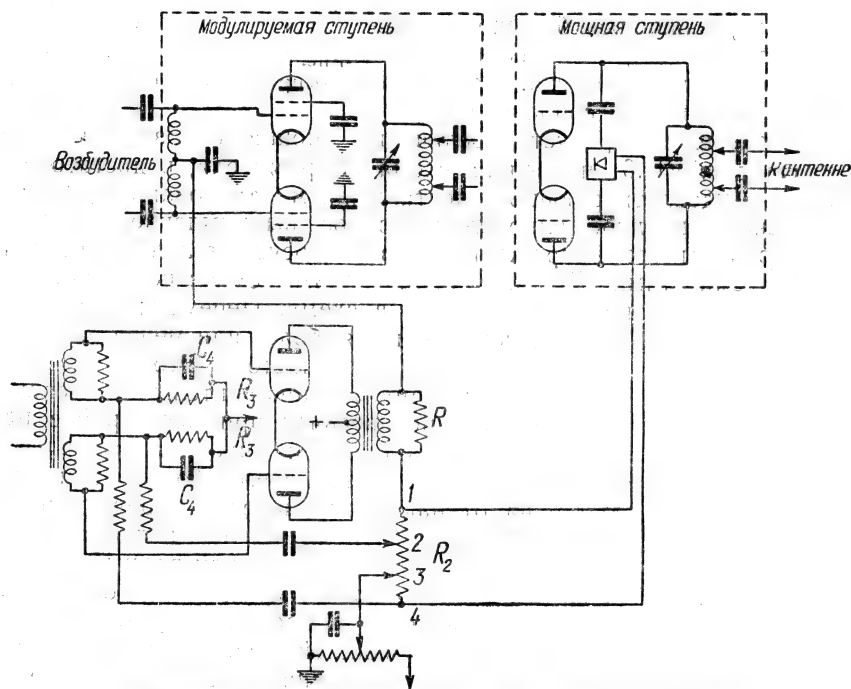 Модулируемая ступень
Мощная ступень
Возбудитель
К антенне
C₄
R₃
R₃
C₄
+
R
1
2
R₂
3
4